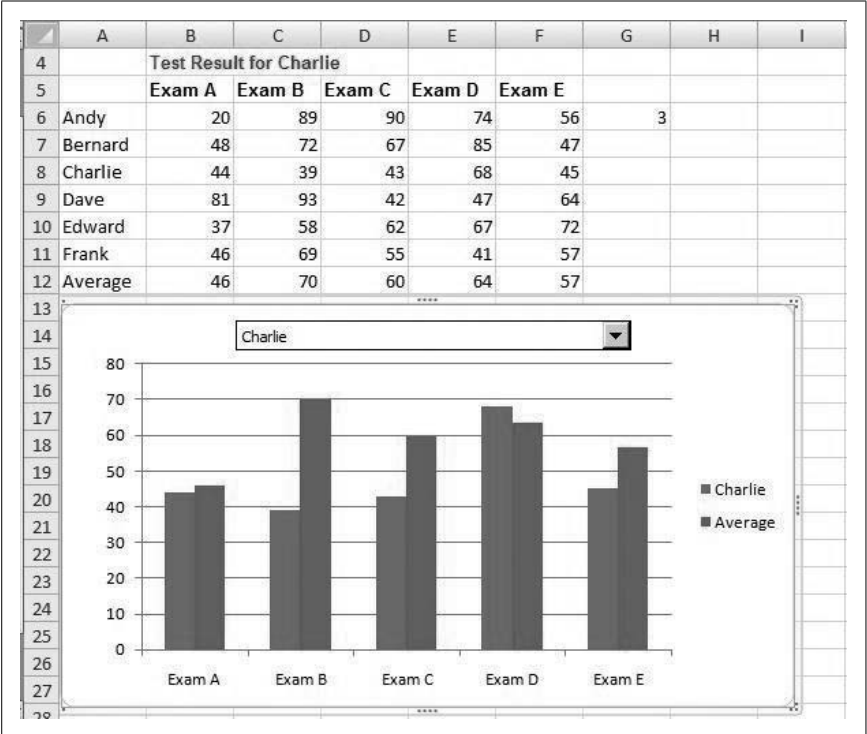 A B C D E F G H I
4 Test Result for Charlie
5 Exam A Exam B Exam C Exam D Exam E
6 Andy 20 89 90 74 56 3
7 Bernard 48 72 67 85 47
8 Charlie 44 39 43 68 45
9 Dave 81 93 42 47 64
10 Edward 37 58 62 67 72
11 Frank 46 69 55 41 57
12 Average 46 70 60 64 57
13
14 Charlie
15 80
16 70
17
18 60
19 50
20 40 Charlie
21 Average
22 30
23 20
24 10
25 0
26
27 Exam A Exam B Exam C Exam D Exam E
28